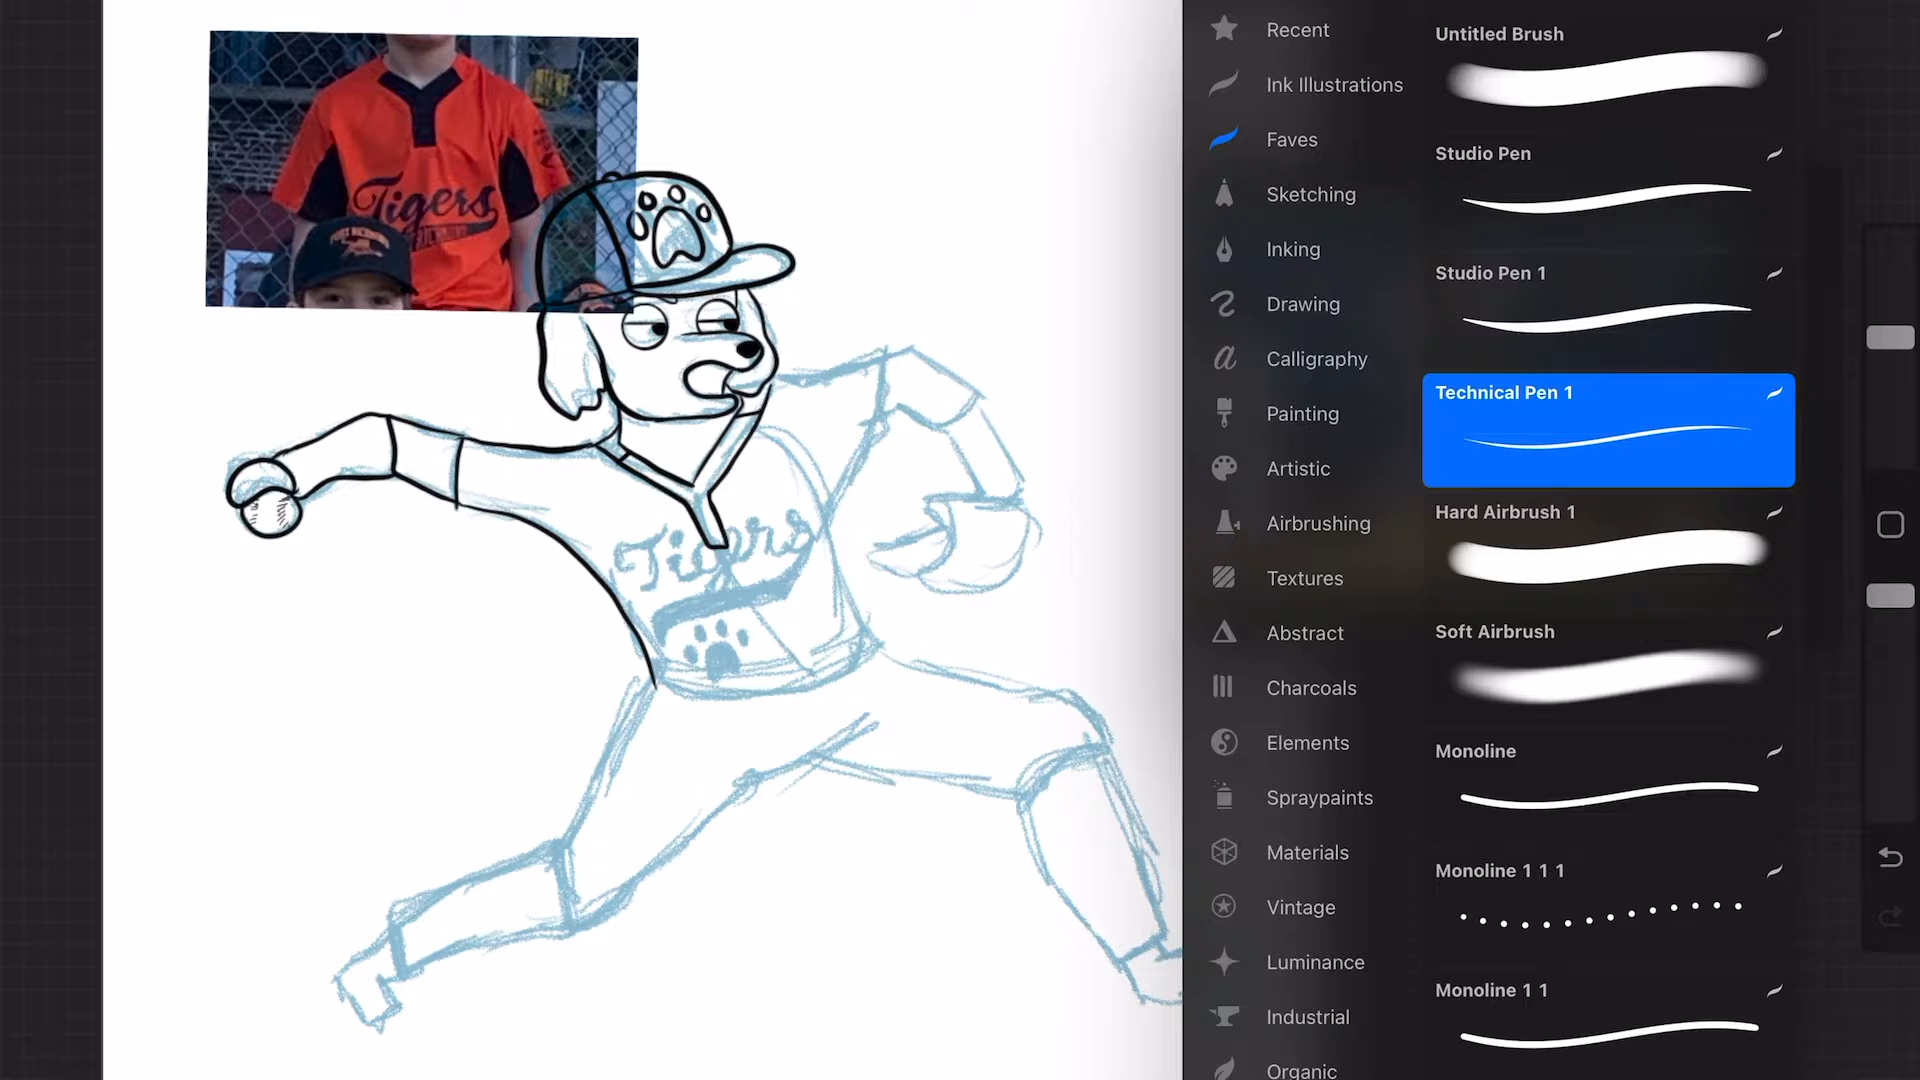 Tigers
Tigers
Recent
Ink Illustrations
Faves
Sketching
Inking
Drawing
Calligraphy
Painting
Artistic
Airbrushing
Textures
Abstract
Charcoals
Elements
Spraypaints
Materials
Vintage
Luminance
Industrial
Organic
Untitled Brush
Studio Pen
Studio Pen 1
Technical Pen 1
Hard Airbrush 1
Soft Airbrush
Monoline
Monoline 1 1 1
Monoline 1 1